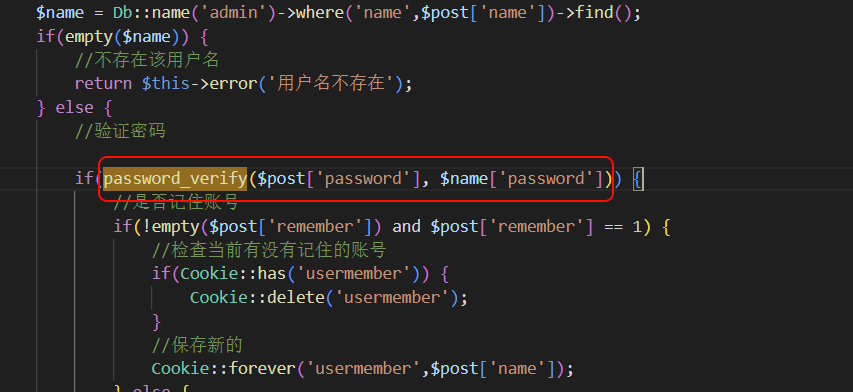 $name = Db::name('admin')->where('name',$post['name'])->find();
if(empty($name)) {
//不存在该用户名
return $this->error('用户名不存在');
} else {
//验证密码
if(password_verify($post['password'], $name['password'])) {
//是否记住账号
if(!empty($post['remember']) and $post['remember'] == 1) {
//检查当前有没有记住的账号
if(Cookie::has('usermember')) {
Cookie::delete('usermember');
}
//保存新的
Cookie::forever('usermember',$post['name']);
} else {